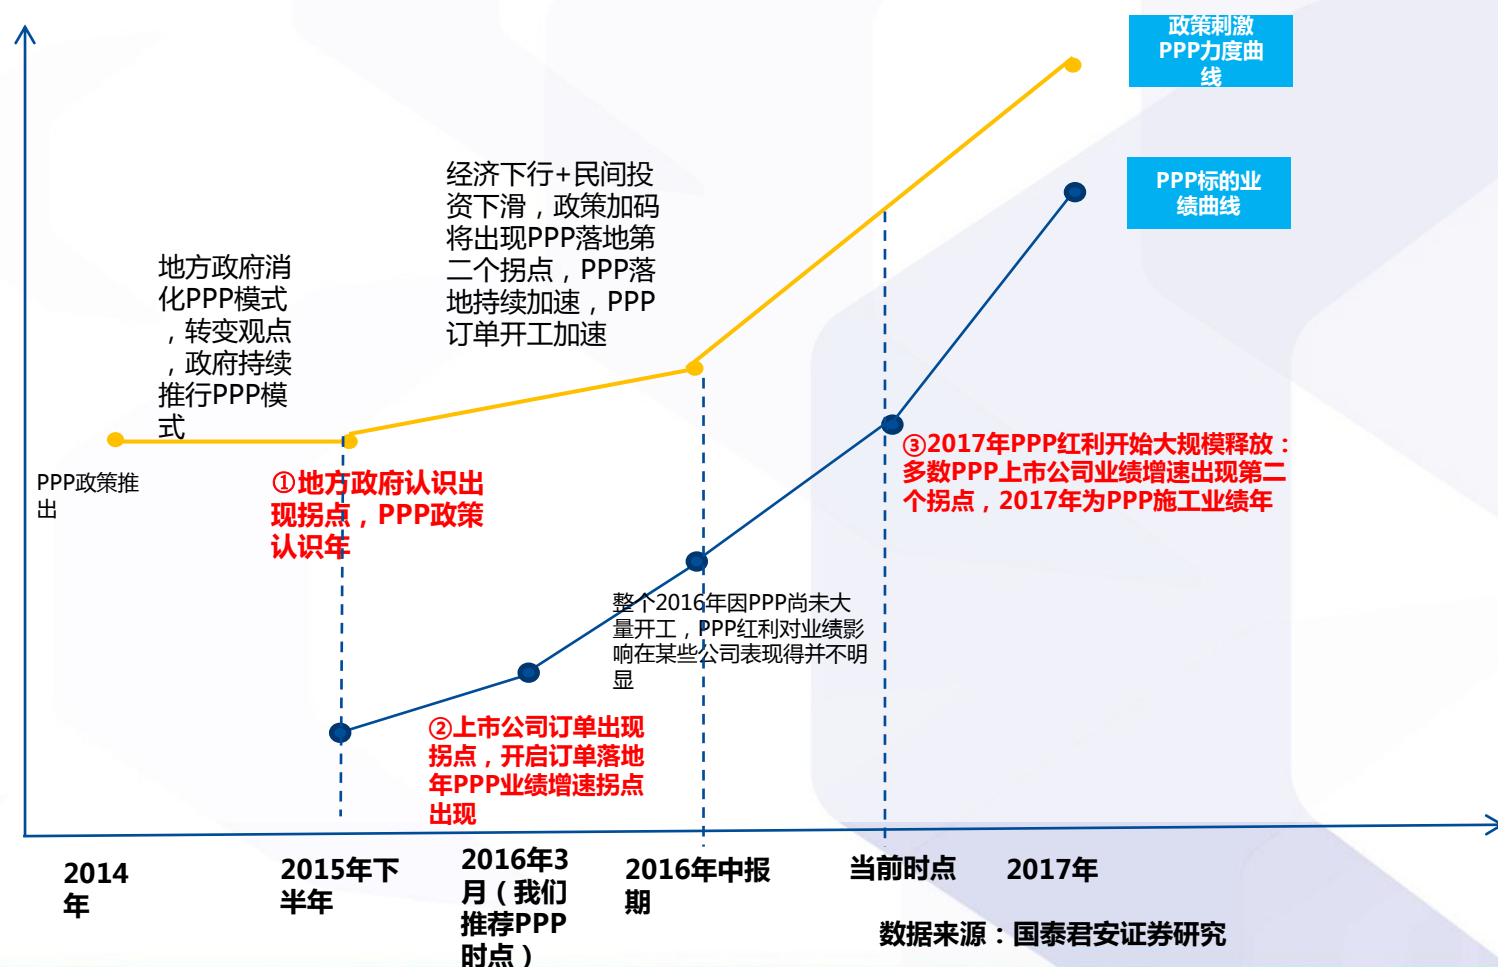 政策刺激
PPP力度曲
线
PPP标的业
绩曲线
经济下行+民间投
资下滑，政策加码
将出现PPP落地第
二个拐点，PPP落
地持续加速，PPP
订单开工加速
地方政府消
化PPP模式
，转变观点
，政府持续
推行PPP模
式
PPP政策推
出
①地方政府认识出
现拐点，PPP政策
认识年
③2017年PPP红利开始大规模释放：
多数PPP上市公司业绩增速出现第二
个拐点，2017年为PPP施工业绩年
整个2016年因PPP尚未大
量开工，PPP红利对业绩影
响在某些公司表现得并不明
显
②上市公司订单出现
拐点，开启订单落地
年PPP业绩增速拐点
出现
2014
年
2015年下
半年
2016年3
月（我们
推荐PPP
时点）
2016年中报
期
当前时点
2017年
数据来源：国泰君安证券研究